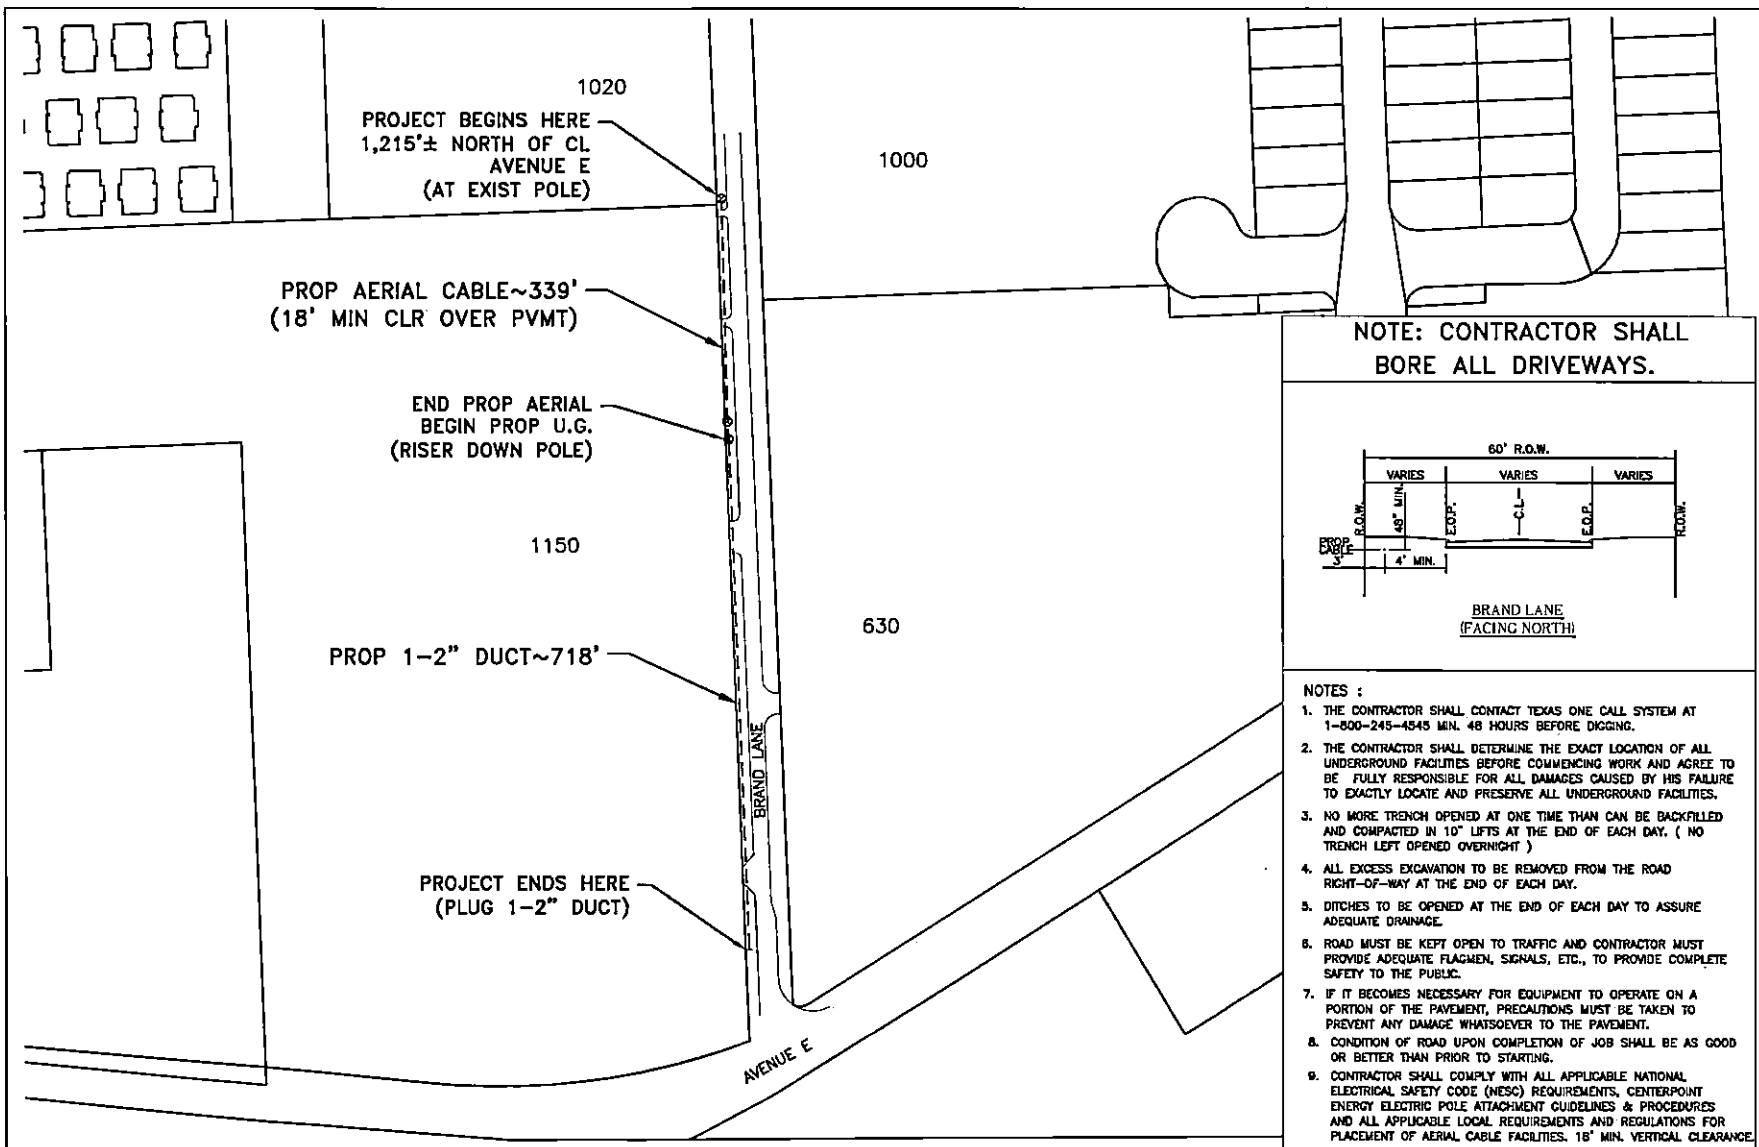 1020
PROJECT BEGINS HERE
1,215'± NORTH OF CL
AVENUE E
(AT EXIST POLE)
1000
PROP AERIAL CABLE~339'
(18' MIN CLR OVER PVMT)
END PROP AERIAL
BEGIN PROP U.G.
(RISER DOWN POLE)
1150
630
PROP 1-2" DUCT~718'
BRAND LANE
PROJECT ENDS HERE
(PLUG 1-2" DUCT)
AVENUE E
NOTE: CONTRACTOR SHALL
BORE ALL DRIVEWAYS.
60' R.O.W.
VARIES VARIES VARIES
R.O.W. 48" MIN. E.O.P. C.L. E.O.P. R.O.W.
PROP
CABLE
3' 4' MIN.
BRAND LANE
(FACING NORTH)
NOTES :
1. THE CONTRACTOR SHALL CONTACT TEXAS ONE CALL SYSTEM AT
1-800-245-4545 MIN. 48 HOURS BEFORE DIGGING.
2. THE CONTRACTOR SHALL DETERMINE THE EXACT LOCATION OF ALL
UNDERGROUND FACILITIES BEFORE COMMENCING WORK AND AGREE TO
BE FULLY RESPONSIBLE FOR ALL DAMAGES CAUSED BY HIS FAILURE
TO EXACTLY LOCATE AND PRESERVE ALL UNDERGROUND FACILITIES.
3. NO MORE TRENCH OPENED AT ONE TIME THAN CAN BE BACKFILLED
AND COMPACTED IN 10" LIFTS AT THE END OF EACH DAY. ( NO
TRENCH LEFT OPENED OVERNIGHT )
4. ALL EXCESS EXCAVATION TO BE REMOVED FROM THE ROAD
RIGHT-OF-WAY AT THE END OF EACH DAY.
5. DITCHES TO BE OPENED AT THE END OF EACH DAY TO ASSURE
ADEQUATE DRAINAGE.
6. ROAD MUST BE KEPT OPEN TO TRAFFIC AND CONTRACTOR MUST
PROVIDE ADEQUATE FLAGMEN, SIGNALS, ETC., TO PROVIDE COMPLETE
SAFETY TO THE PUBLIC.
7. IF IT BECOMES NECESSARY FOR EQUIPMENT TO OPERATE ON A
PORTION OF THE PAVEMENT, PRECAUTIONS MUST BE TAKEN TO
PREVENT ANY DAMAGE WHATSOEVER TO THE PAVEMENT.
8. CONDITION OF ROAD UPON COMPLETION OF JOB SHALL BE AS GOOD
OR BETTER THAN PRIOR TO STARTING.
9. CONTRACTOR SHALL COMPLY WITH ALL APPLICABLE NATIONAL
ELECTRICAL SAFETY CODE (NESC) REQUIREMENTS, CENTERPOINT
ENERGY ELECTRIC POLE ATTACHMENT GUIDELINES & PROCEDURES
AND ALL APPLICABLE LOCAL REQUIREMENTS AND REGULATIONS FOR
PLACEMENT OF AERIAL CABLE FACILITIES. 18' MIN. VERTICAL CLEARANCE